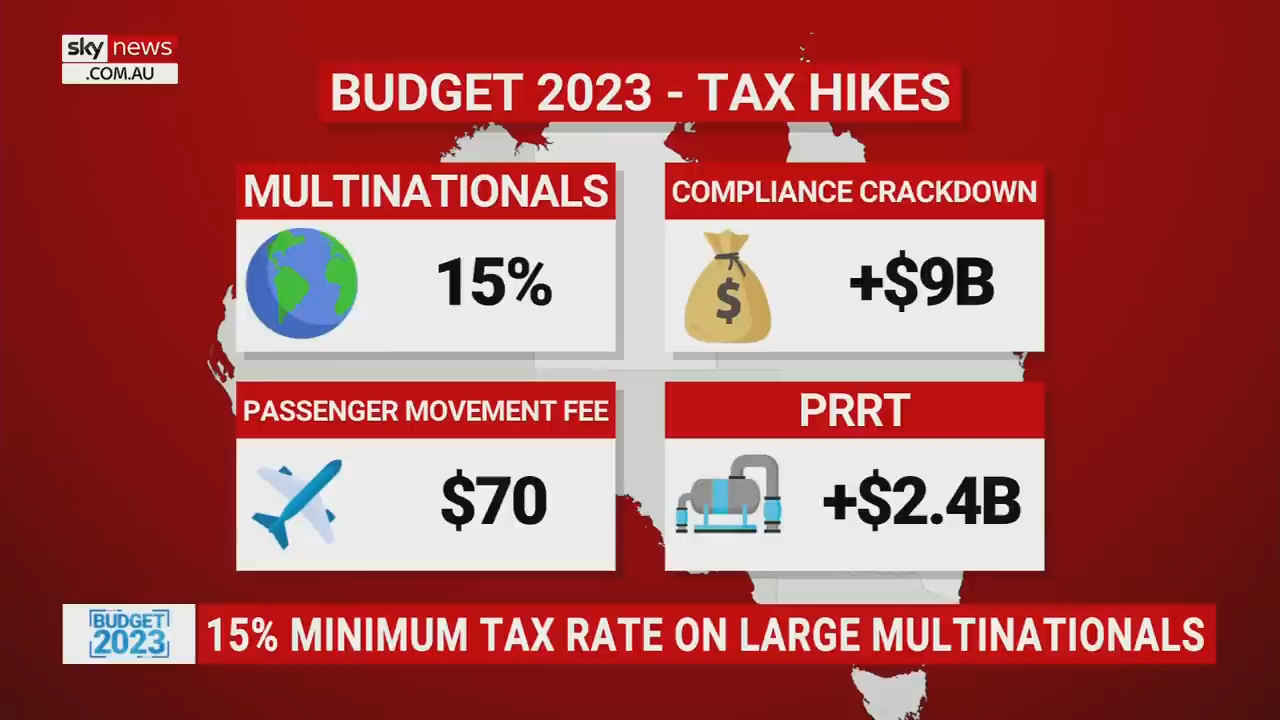 sky news
.COM.AU
BUDGET 2023 - TAX HIKES
MULTINATIONALS
15%
COMPLIANCE CRACKDOWN
$
+$9B
PASSENGER MOVEMENT FEE
$70
PRRT
+$2.4B
BUDGET
2023
15% MINIMUM TAX RATE ON LARGE MULTINATIONALS